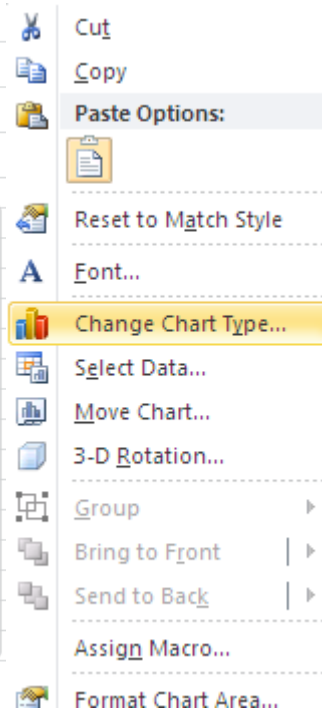 Cut
Copy
Paste Options:
Reset to Match Style
A Font...
Change Chart Type...
Select Data...
Move Chart...
3-D Rotation...
Group
Bring to Front
Send to Back
Assign Macro...
Format Chart Area...